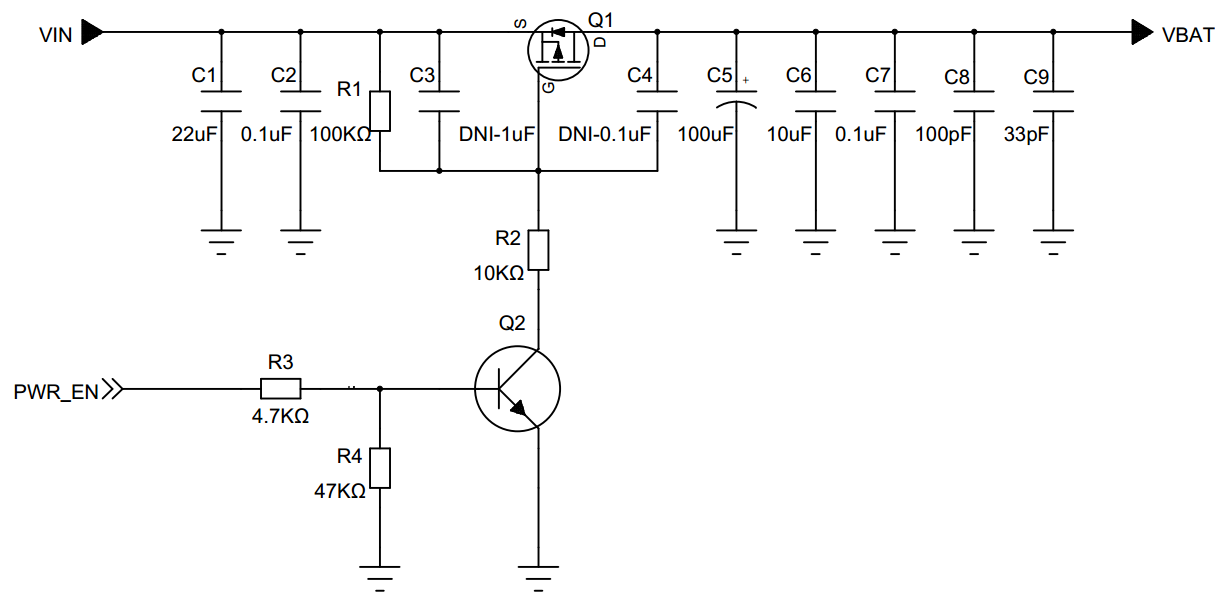 VIN
S
Q1
D
G
VBAT
C1
22uF
C2
0.1uF
R1
100KΩ
C3
DNI-1uF
C4
DNI-0.1uF
C5
+
100uF
C6
10uF
C7
0.1uF
C8
100pF
C9
33pF
R2
10KΩ
Q2
PWR_EN
R3
4.7KΩ
R4
47KΩ